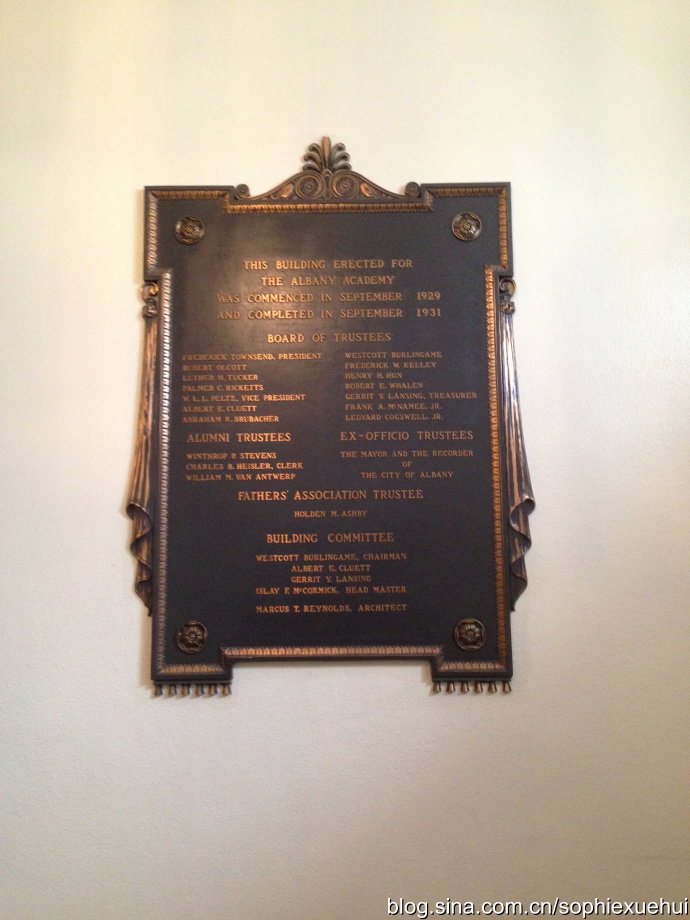 THIS BUILDING ERECTED FOR
THE ALBANY ACADEMY
WAS COMMENCED IN SEPTEMBER 1929
AND COMPLETED IN SEPTEMBER 1931
BOARD OF TRUSTEES
FREDERICK TOWNSEND, PRESIDENT
ROBERT OLCOTT
LUTHER H. TUCKER
PALMER C. RICKETTS
W. L. L. PELTZ, VICE PRESIDENT
ALBERT E. CLUETT
ABRAHAM R. BRUBACHER
WESTCOTT BURLINGAME
FREDERICK W. KELLEY
HENRY H. HUN
ROBERT E. WHALEN
GERRIT Y. LANSING, TREASURER
FRANK A. McNAMEE, JR.
LEDYARD COGSWELL, JR.
ALUMNI TRUSTEES
WINTHROP P. STEVENS
CHARLES B. HEISLER, CLERK
WILLIAM M. VAN ANTWERP
EX-OFFICIO TRUSTEES
THE MAYOR AND THE RECORDER
OF
THE CITY OF ALBANY
FATHERS' ASSOCIATION TRUSTEE
HOLDEN M. ASHBY
BUILDING COMMITTEE
WESTCOTT BURLINGAME, CHAIRMAN
ALBERT E. CLUETT
GERRIT Y. LANSING
ISLAY F. McCORMICK, HEAD MASTER
MARCUS T. REYNOLDS, ARCHITECT
blog.sina.com.cn/sophiexuehui